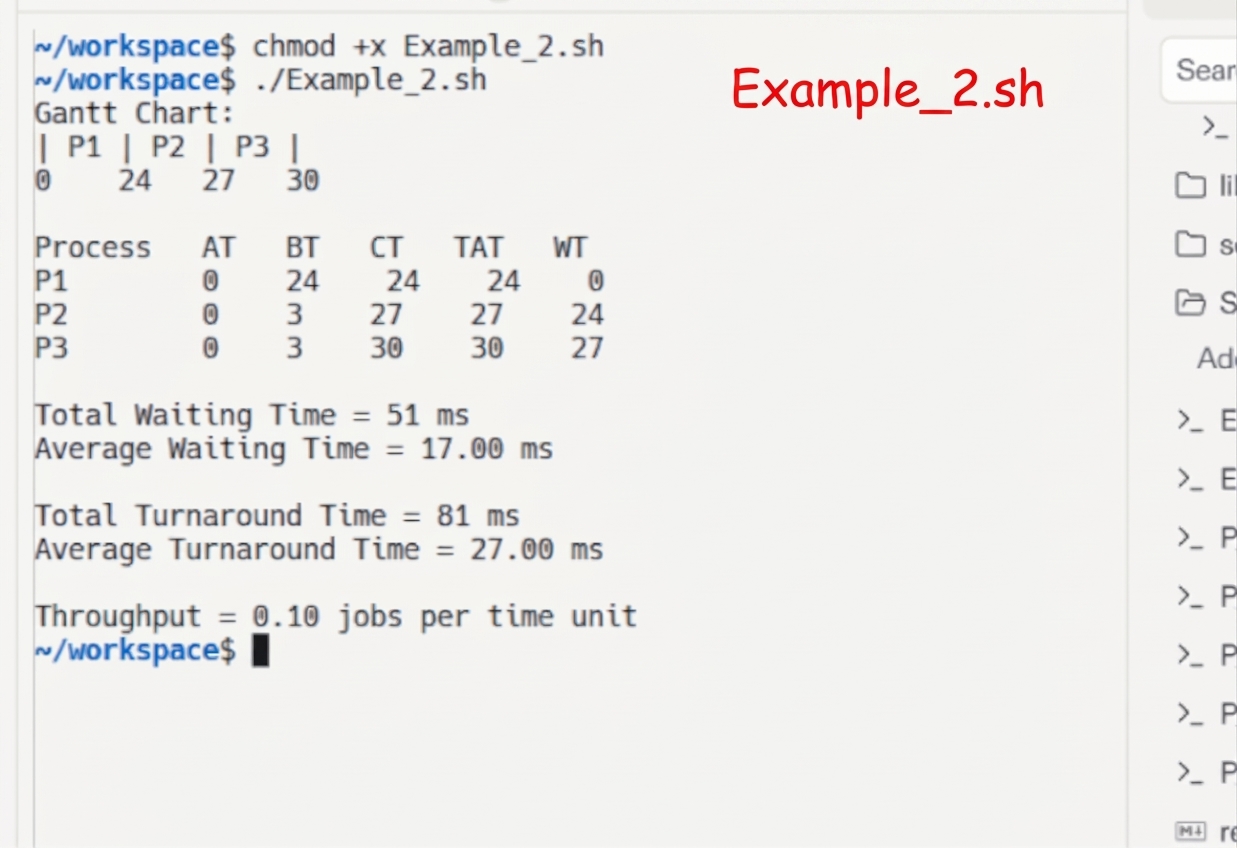 ~/workspace$ chmod +x Example_2.sh
~/workspace$ ./Example_2.sh
Gantt Chart:
| P1 | P2 | P3 |
0    24   27   30
Process   AT   BT   CT   TAT   WT
P1        0    24    24    24    0
P2        0    3    27    27    24
P3        0    3    30    30    27
Total Waiting Time = 51 ms
Average Waiting Time = 17.00 ms
Total Turnaround Time = 81 ms
Average Turnaround Time = 27.00 ms
Throughput = 0.10 jobs per time unit
~/workspace$
Example_2.sh